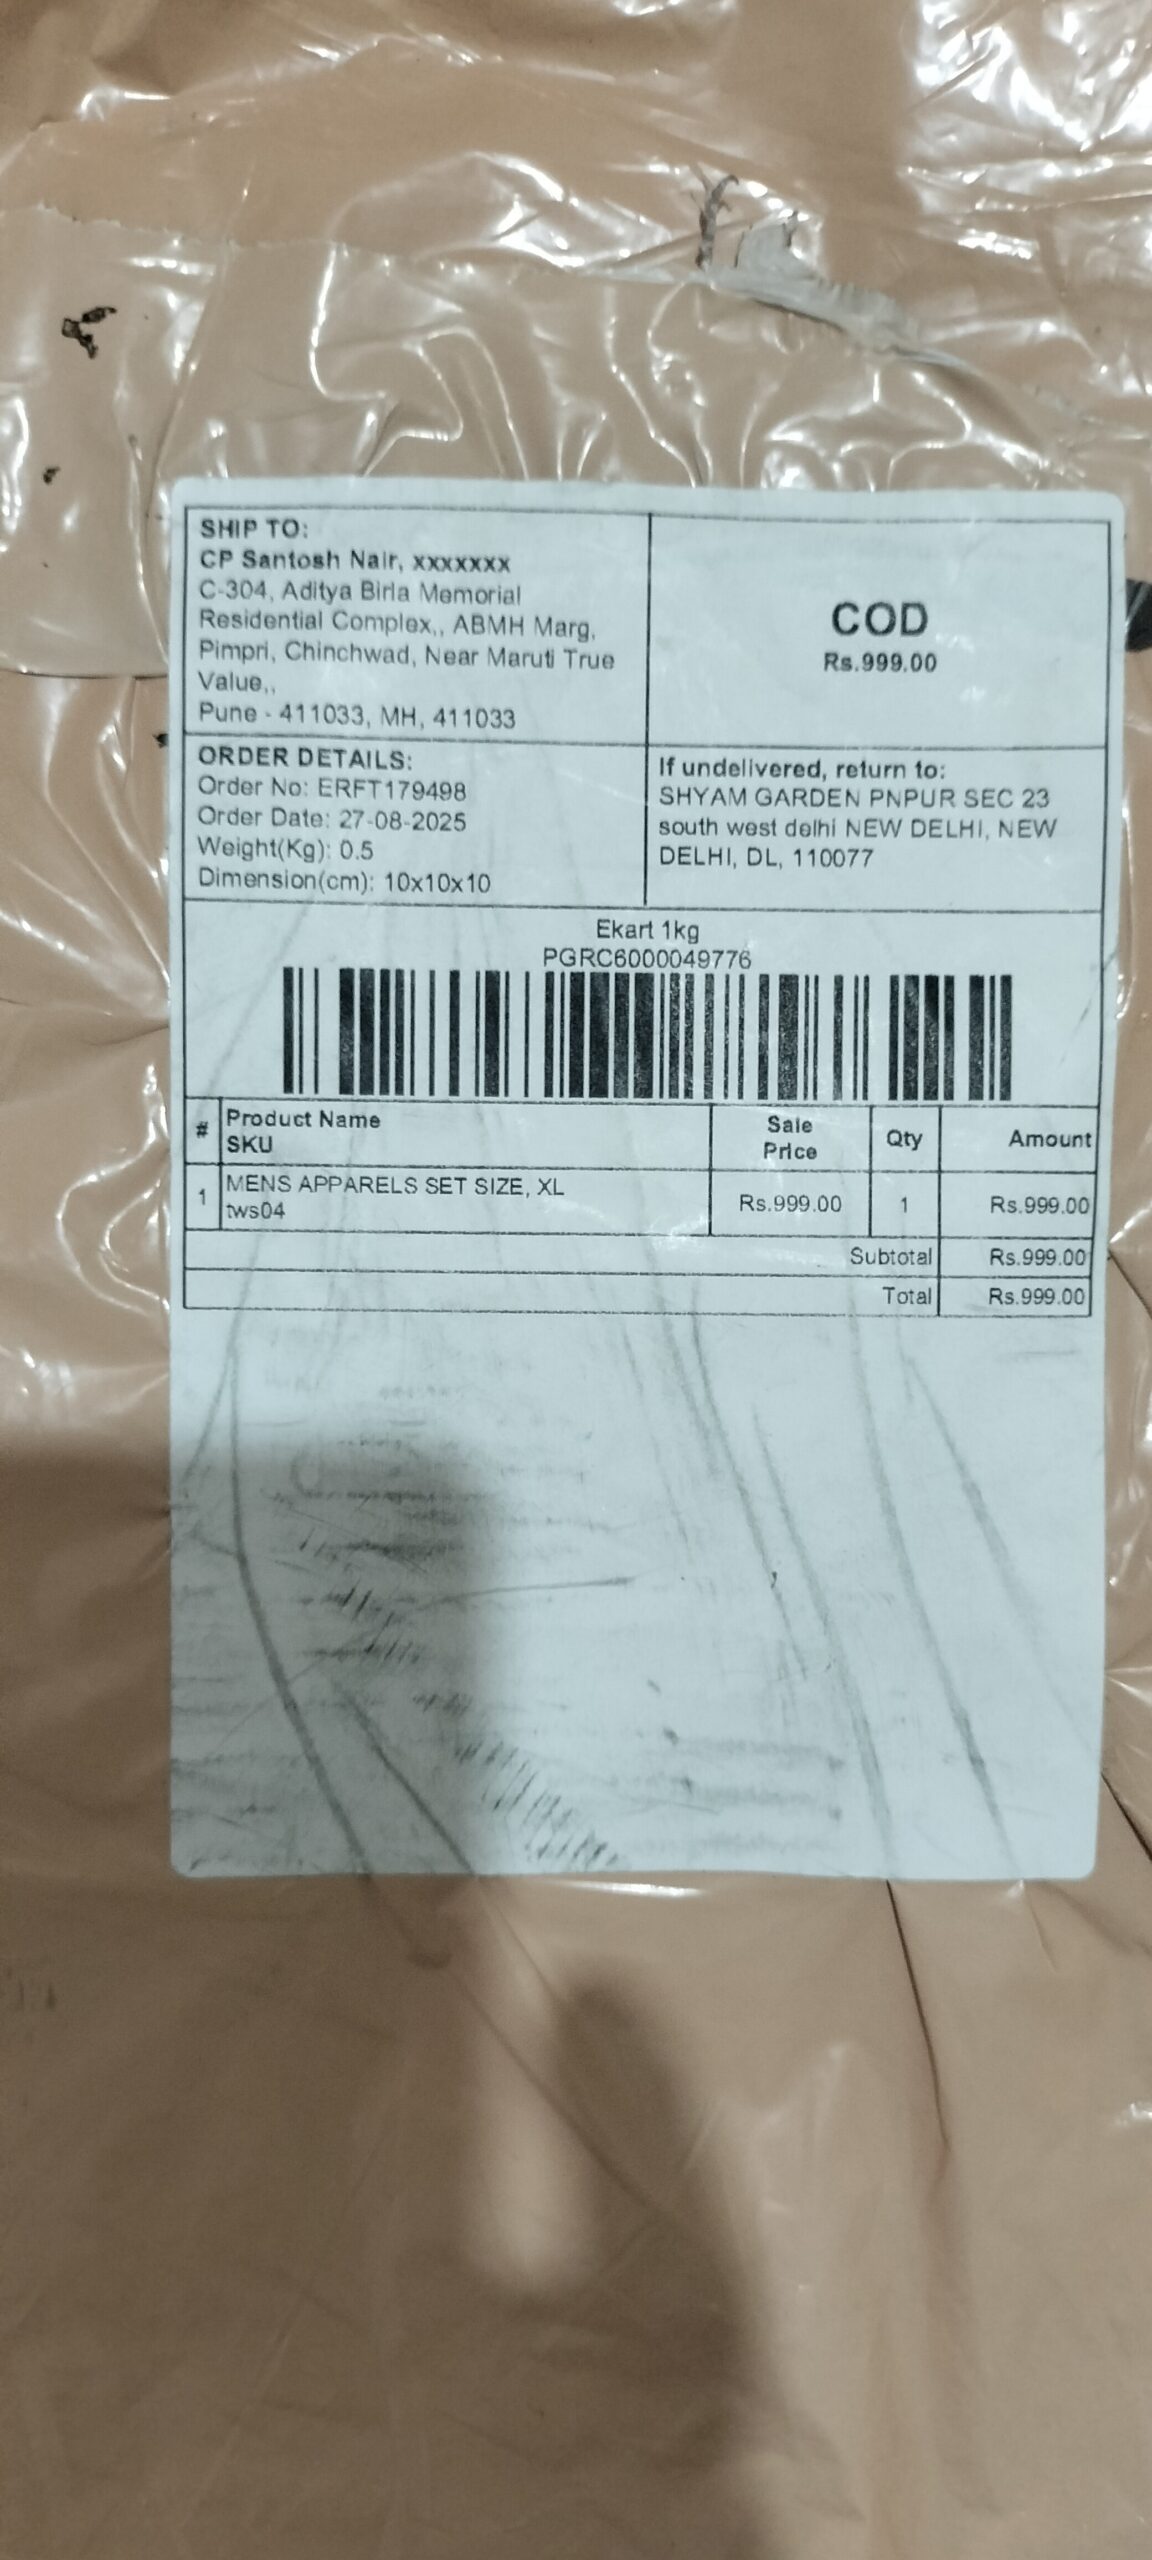 SHIP TO:
CP Santosh Nair, xxxxxxx
C-304, Aditya Birla Memorial
Residential Complex,, ABMH Marg,
Pimpri, Chinchwad, Near Maruti True
Value,,
Pune - 411033, MH, 411033
COD
Rs.999.00
ORDER DETAILS:
Order No: ERFT179498
Order Date: 27-08-2025
Weight(Kg): 0.5
Dimension(cm): 10x10x10
If undelivered, return to:
SHYAM GARDEN PNPUR SEC 23
south west delhi NEW DELHI, NEW
DELHI, DL, 110077
Ekart 1kg
PGRC6000049776
# Product Name SKU Sale Price Qty Amount
1 MENS APPARELS SET SIZE, XL Rs.999.00 1 Rs.999.00
tws04
Subtotal Rs.999.00
Total Rs.999.00